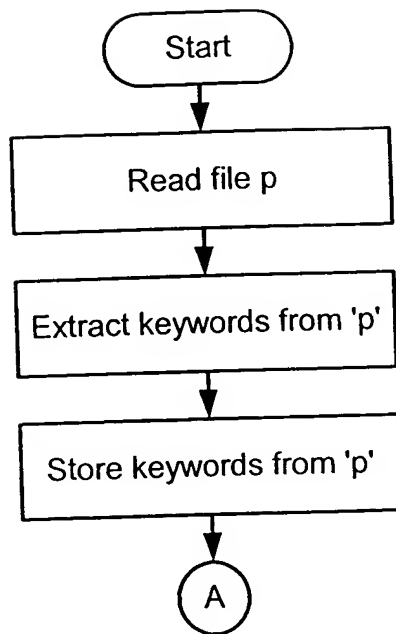 Start
Read file p
Extract keywords from 'p'
Store keywords from 'p'
A